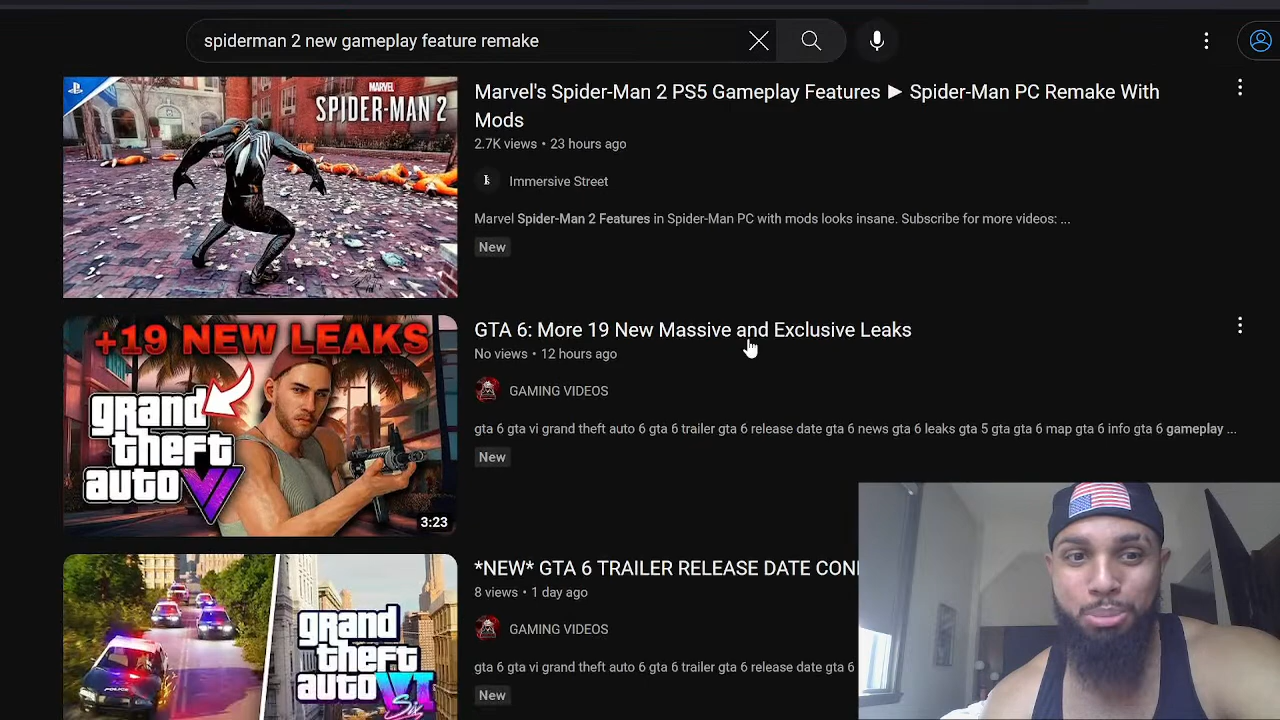 spiderman 2 new gameplay feature remake
MARVEL
SPIDER-MAN 2
Marvel's Spider-Man 2 PS5 Gameplay Features ► Spider-Man PC Remake With
Mods
2.7K views • 23 hours ago
Immersive Street
Marvel Spider-Man 2 Features in Spider-Man PC with mods looks insane. Subscribe for more videos: ...
New
+19 NEW LEAKS
grand
theft
auto VI
3:23
GTA 6: More 19 New Massive and Exclusive Leaks
No views • 12 hours ago
GAMING VIDEOS
gta 6 gta vi grand theft auto 6 gta 6 trailer gta 6 release date gta 6 news gta 6 leaks gta 5 gta gta 6 map gta 6 info gta 6 gameplay ...
New
POLICE
grand
theft
auto VI
Six
*NEW* GTA 6 TRAILER RELEASE DATE CON
8 views • 1 day ago
GAMING VIDEOS
gta 6 gta vi grand theft auto 6 gta 6 trailer gta 6 release date gta 6
New